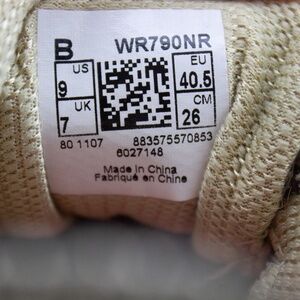 B WR790NR
US 9 EU 40.5
UK 7 CM 26
80 1107 883575570853
6027148
Made in China
Fabriqué en Chine